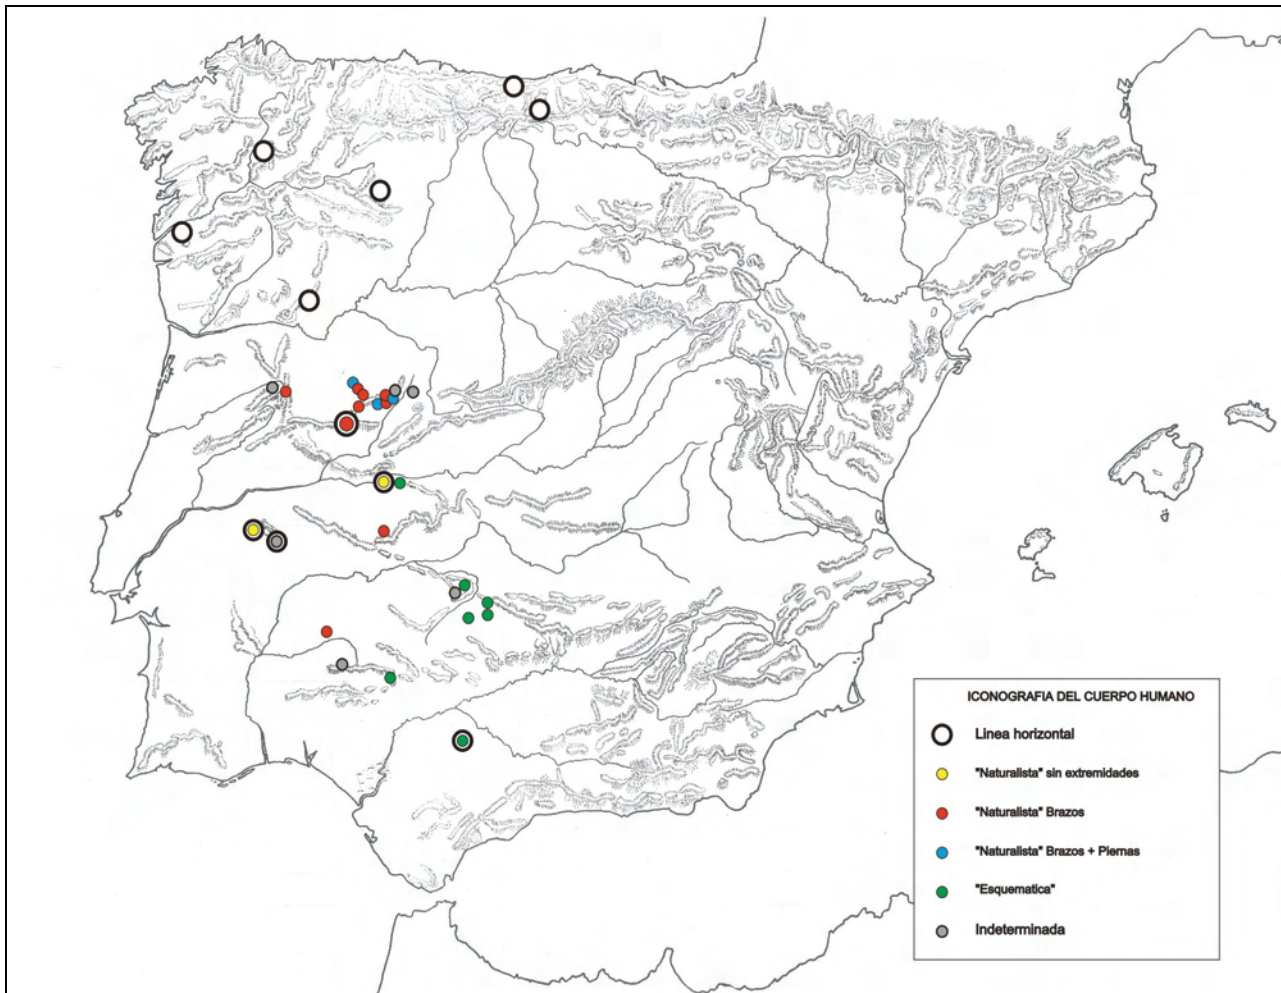 ICONOGRAFIA DEL CUERPO HUMANO
Linea horizontal
"Naturalista" sin extremidades
"Naturalista" Brazos
"Naturalista" Brazos + Piernas
"Esquematica"
Indeterminada